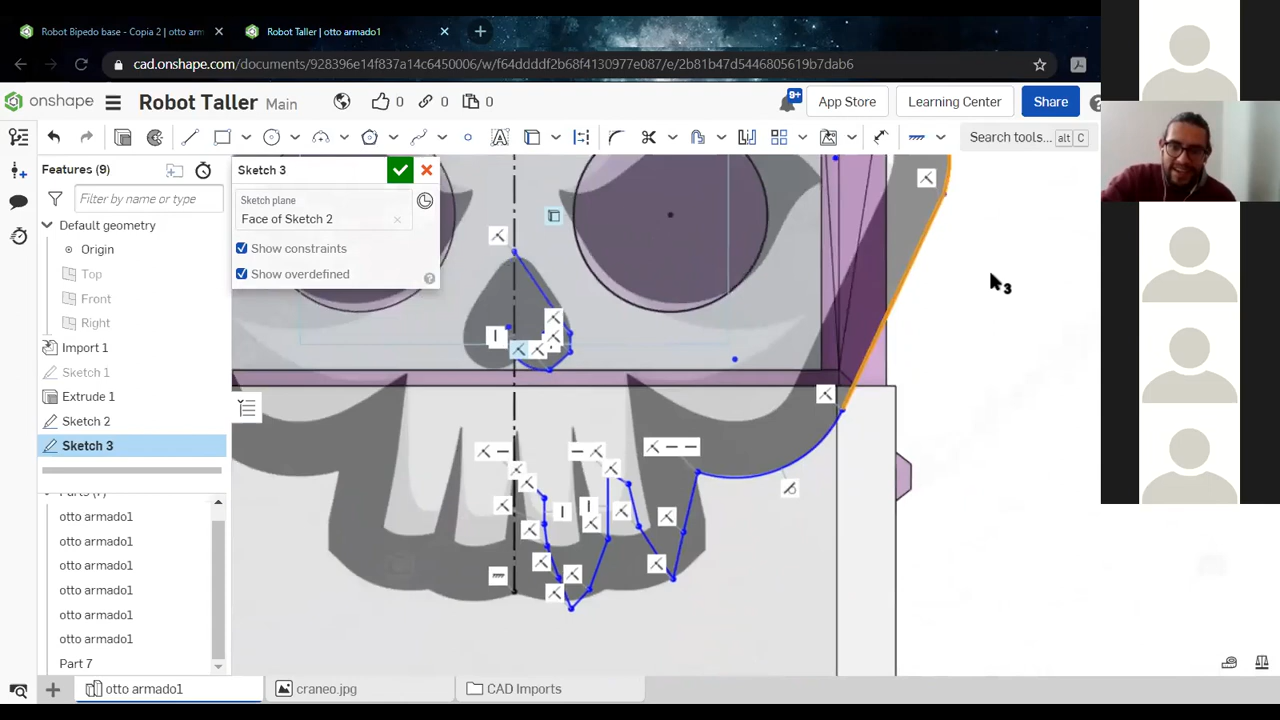 Robot Bipedo base - Copia 2 | otto arm
Robot Taller | otto armado1
cad.onshape.com/documents/928396e14f837a14c6450006/w/f64ddddf2b68f4130977e087/e/2b81b47d5446805619b7dab6
onshape
Robot Taller Main
0
0
0
9+
App Store
Learning Center
Share
Search tools...
alt
C
Features (9)
Filter by name or type
Default geometry
Origin
Top
Front
Right
Import 1
Sketch 1
Extrude 1
Sketch 2
Sketch 3
Sketch 3
Sketch plane
Face of Sketch 2
Show constraints
Show overdefined
3
otto armado1
otto armado1
otto armado1
otto armado1
otto armado1
otto armado1
Part 7
otto armado1
craneo.jpg
CAD Imports